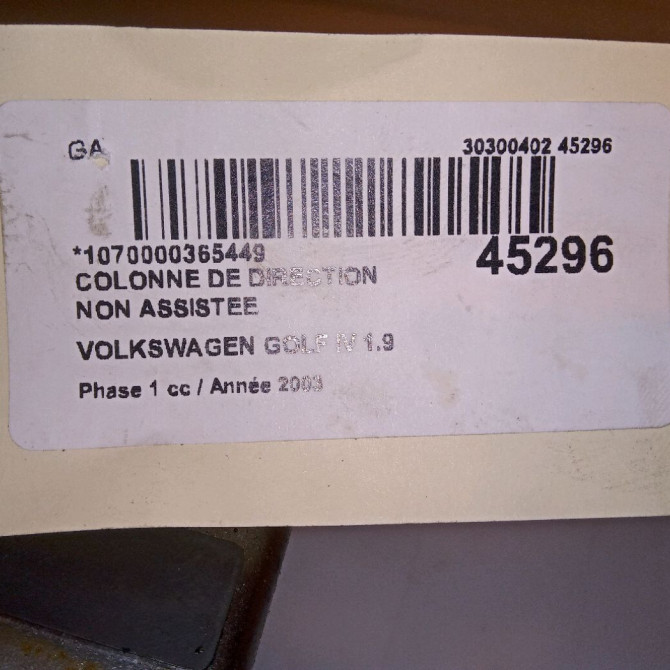 GA
30300402 45296
*1070000365449
45296
COLONNE DE DIRECTION
NON ASSISTEE
VOLKSWAGEN GOLF IV 1.9
Phase 1 cc / Année 2003